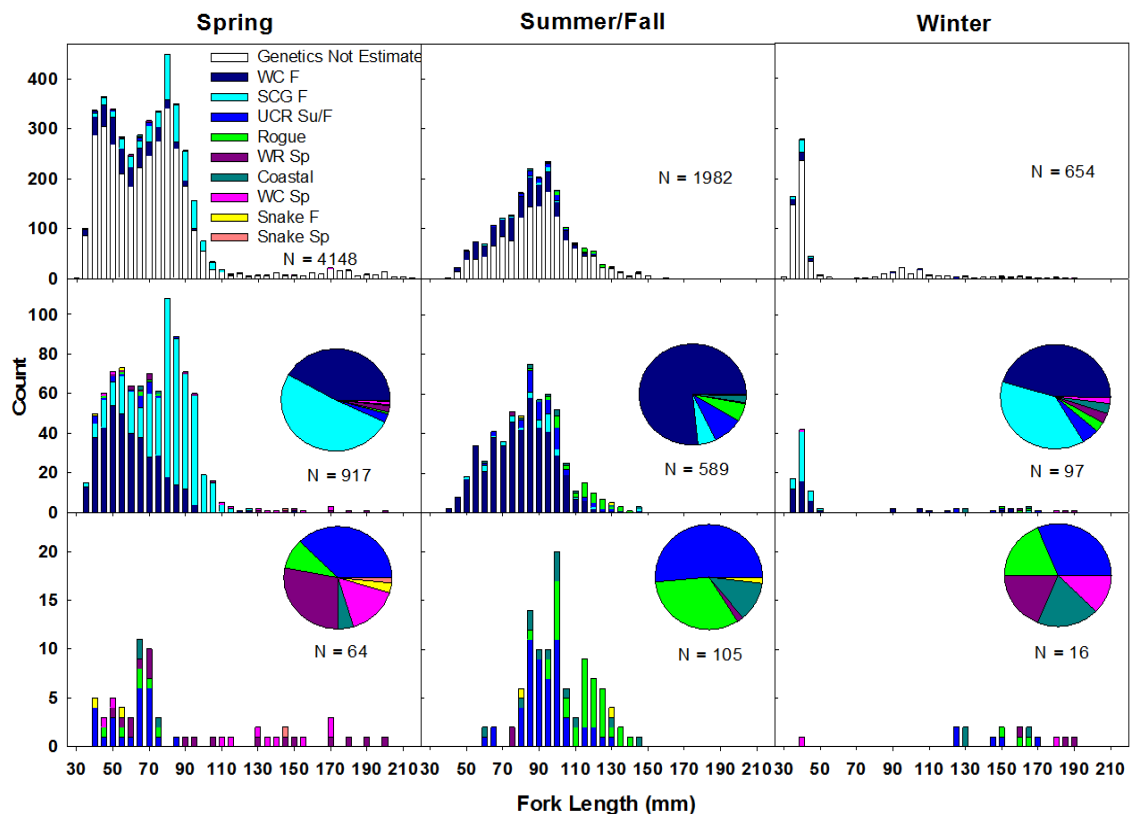 Spring Summer/Fall Winter
Genetics Not Estimate
WC F
SCG F
UCR Su/F
Rogue
WR Sp
Coastal
WC Sp
Snake F
Snake Sp
400
300
200
100
0
N = 4148
N = 1982
N = 654
Count
100
80
60
40
20
0
N = 917
N = 589
N = 97
20
15
10
5
0
N = 64
N = 105
N = 16
30 50 70 90 110 130 150 170 190 210 30 50 70 90 110 130 150 170 190 210 30 50 70 90 110 130 150 170 190 210
Fork Length (mm)